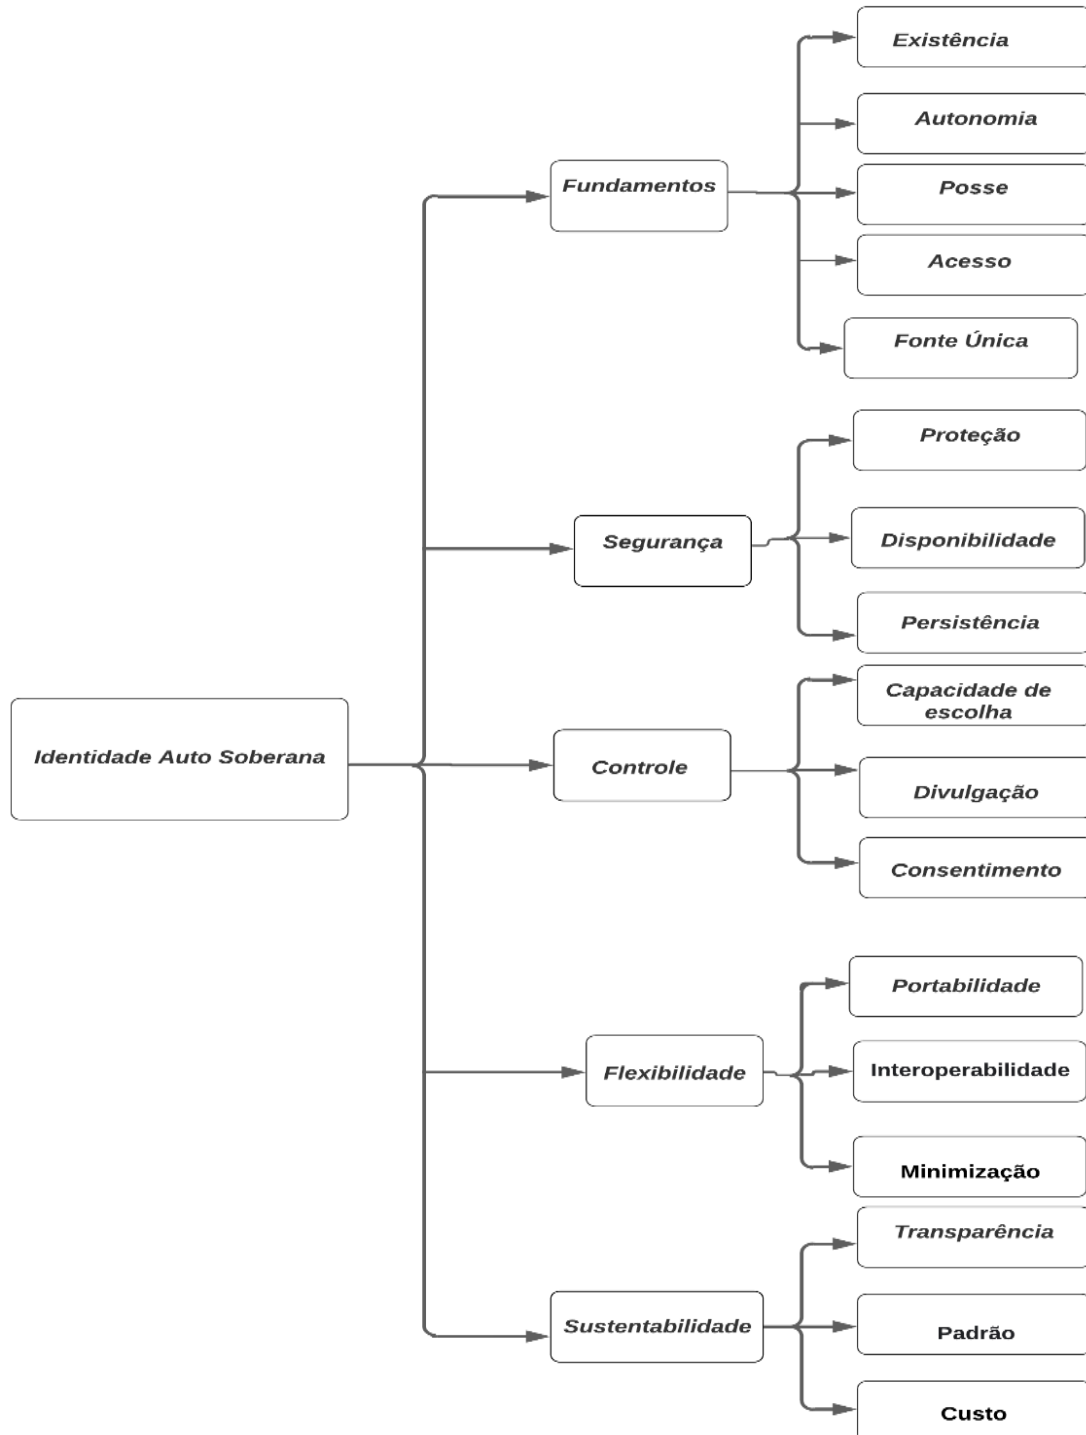 Identidade Auto Soberana
Fundamentos
Existência
Autonomia
Posse
Acesso
Fonte Única
Segurança
Proteção
Disponibilidade
Persistência
Controle
Capacidade de
escolha
Divulgação
Consentimento
Flexibilidade
Portabilidade
Interoperabilidade
Minimização
Sustentabilidade
Transparência
Padrão
Custo